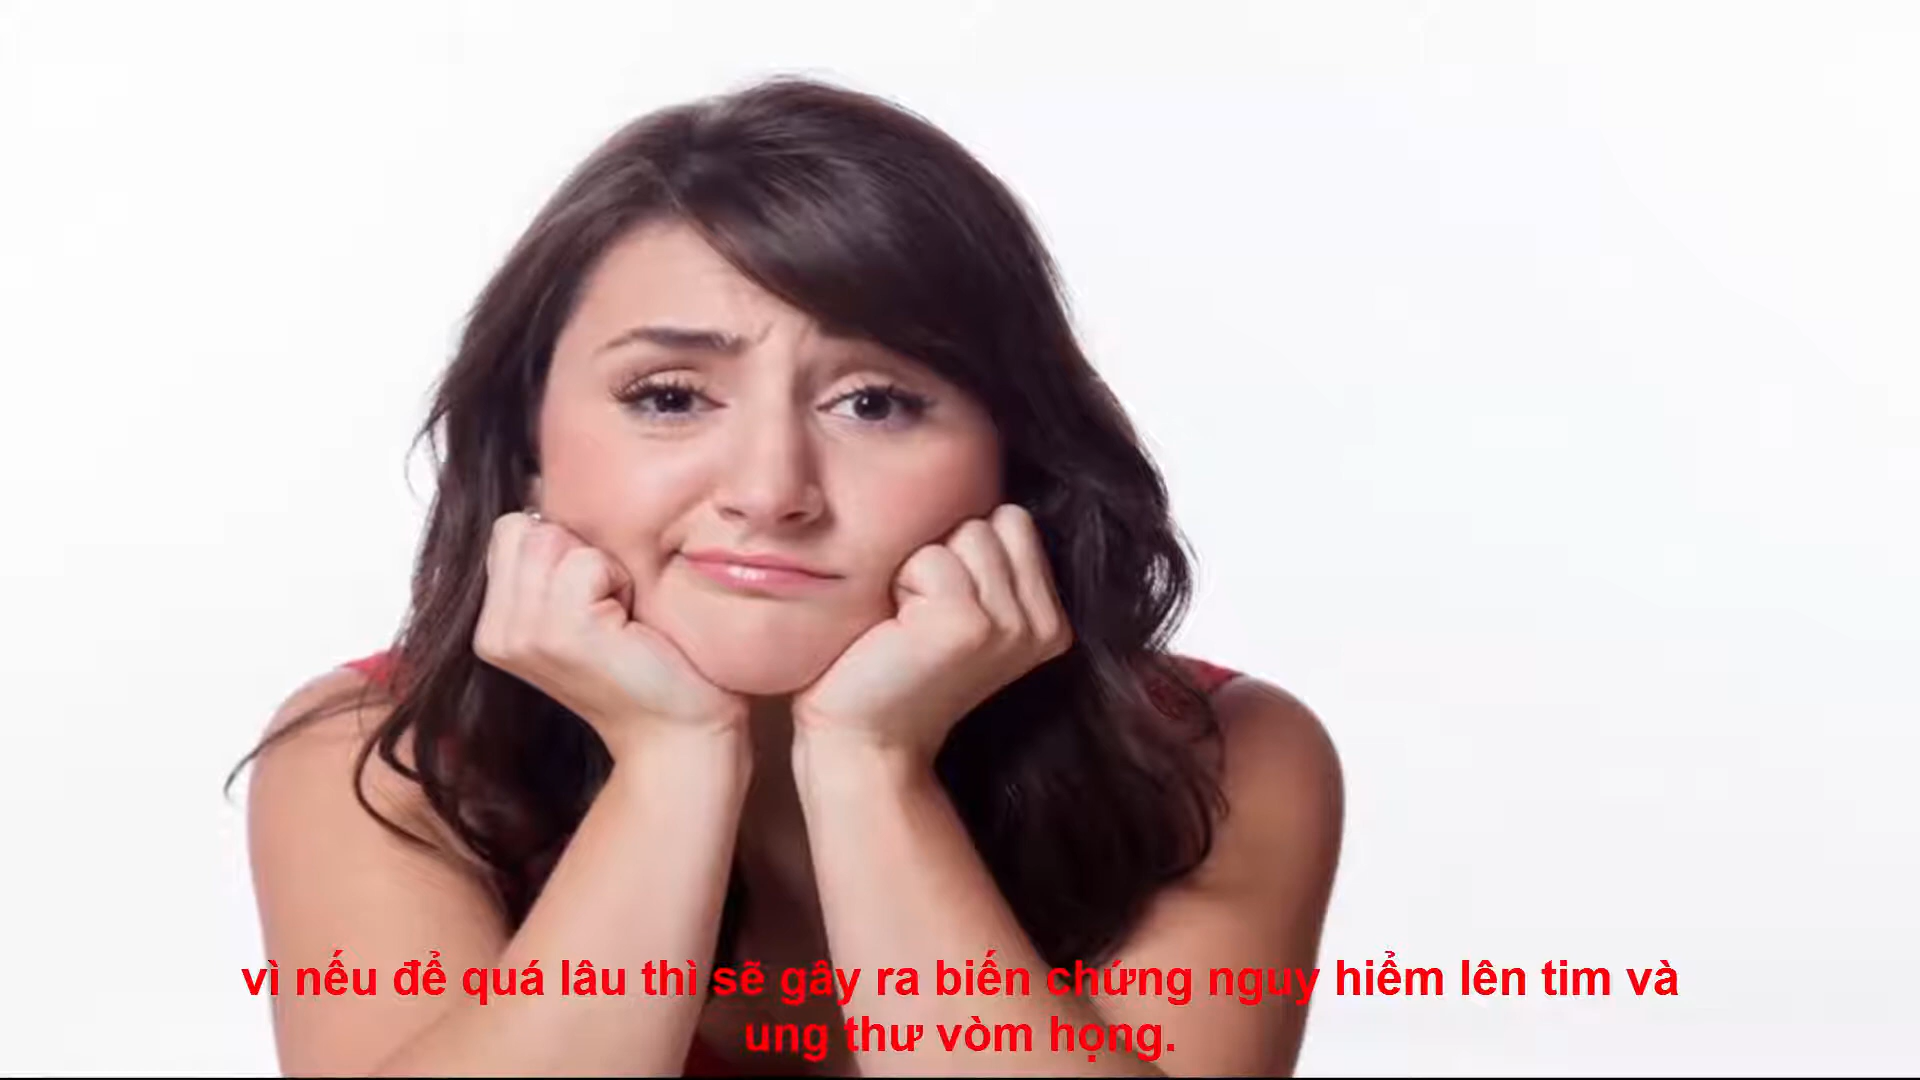 vì nếu để quá lâu thì sẽ gây ra biến chứng nguy hiểm lên tim và
ung thư vòm họng.